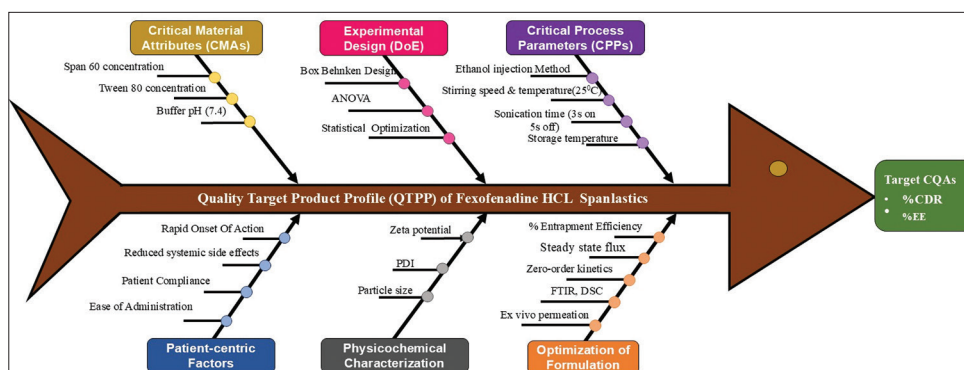 Critical Material
Attributes (CMAs)
Span 60 concentration
Tween 80 concentration
Buffer pH (7.4)
Experimental
Design (DoE)
Box Behnken Design
ANOVA
Statistical Optimization
Critical Process
Parameters (CPPs)
Ethanol injection Method
Stirring speed & temperature(25⁰C)
Sonication time (3s on
5s off)
Storage temperature
Quality Target Product Profile (QTPP) of Fexofenadine HCL Spanlastics
Target CQAs
• %CDR
• %EE
Rapid Onset Of Action
Reduced systemic side effects
Patient Compliance
Ease of Administration
Patient-centric
Factors
Zeta potential
PDI
Particle size
Physicochemical
Characterization
% Entrapment Efficiency
Steady state flux
Zero-order kinetics
FTIR, DSC
Ex vivo permeation
Optimization of
Formulation